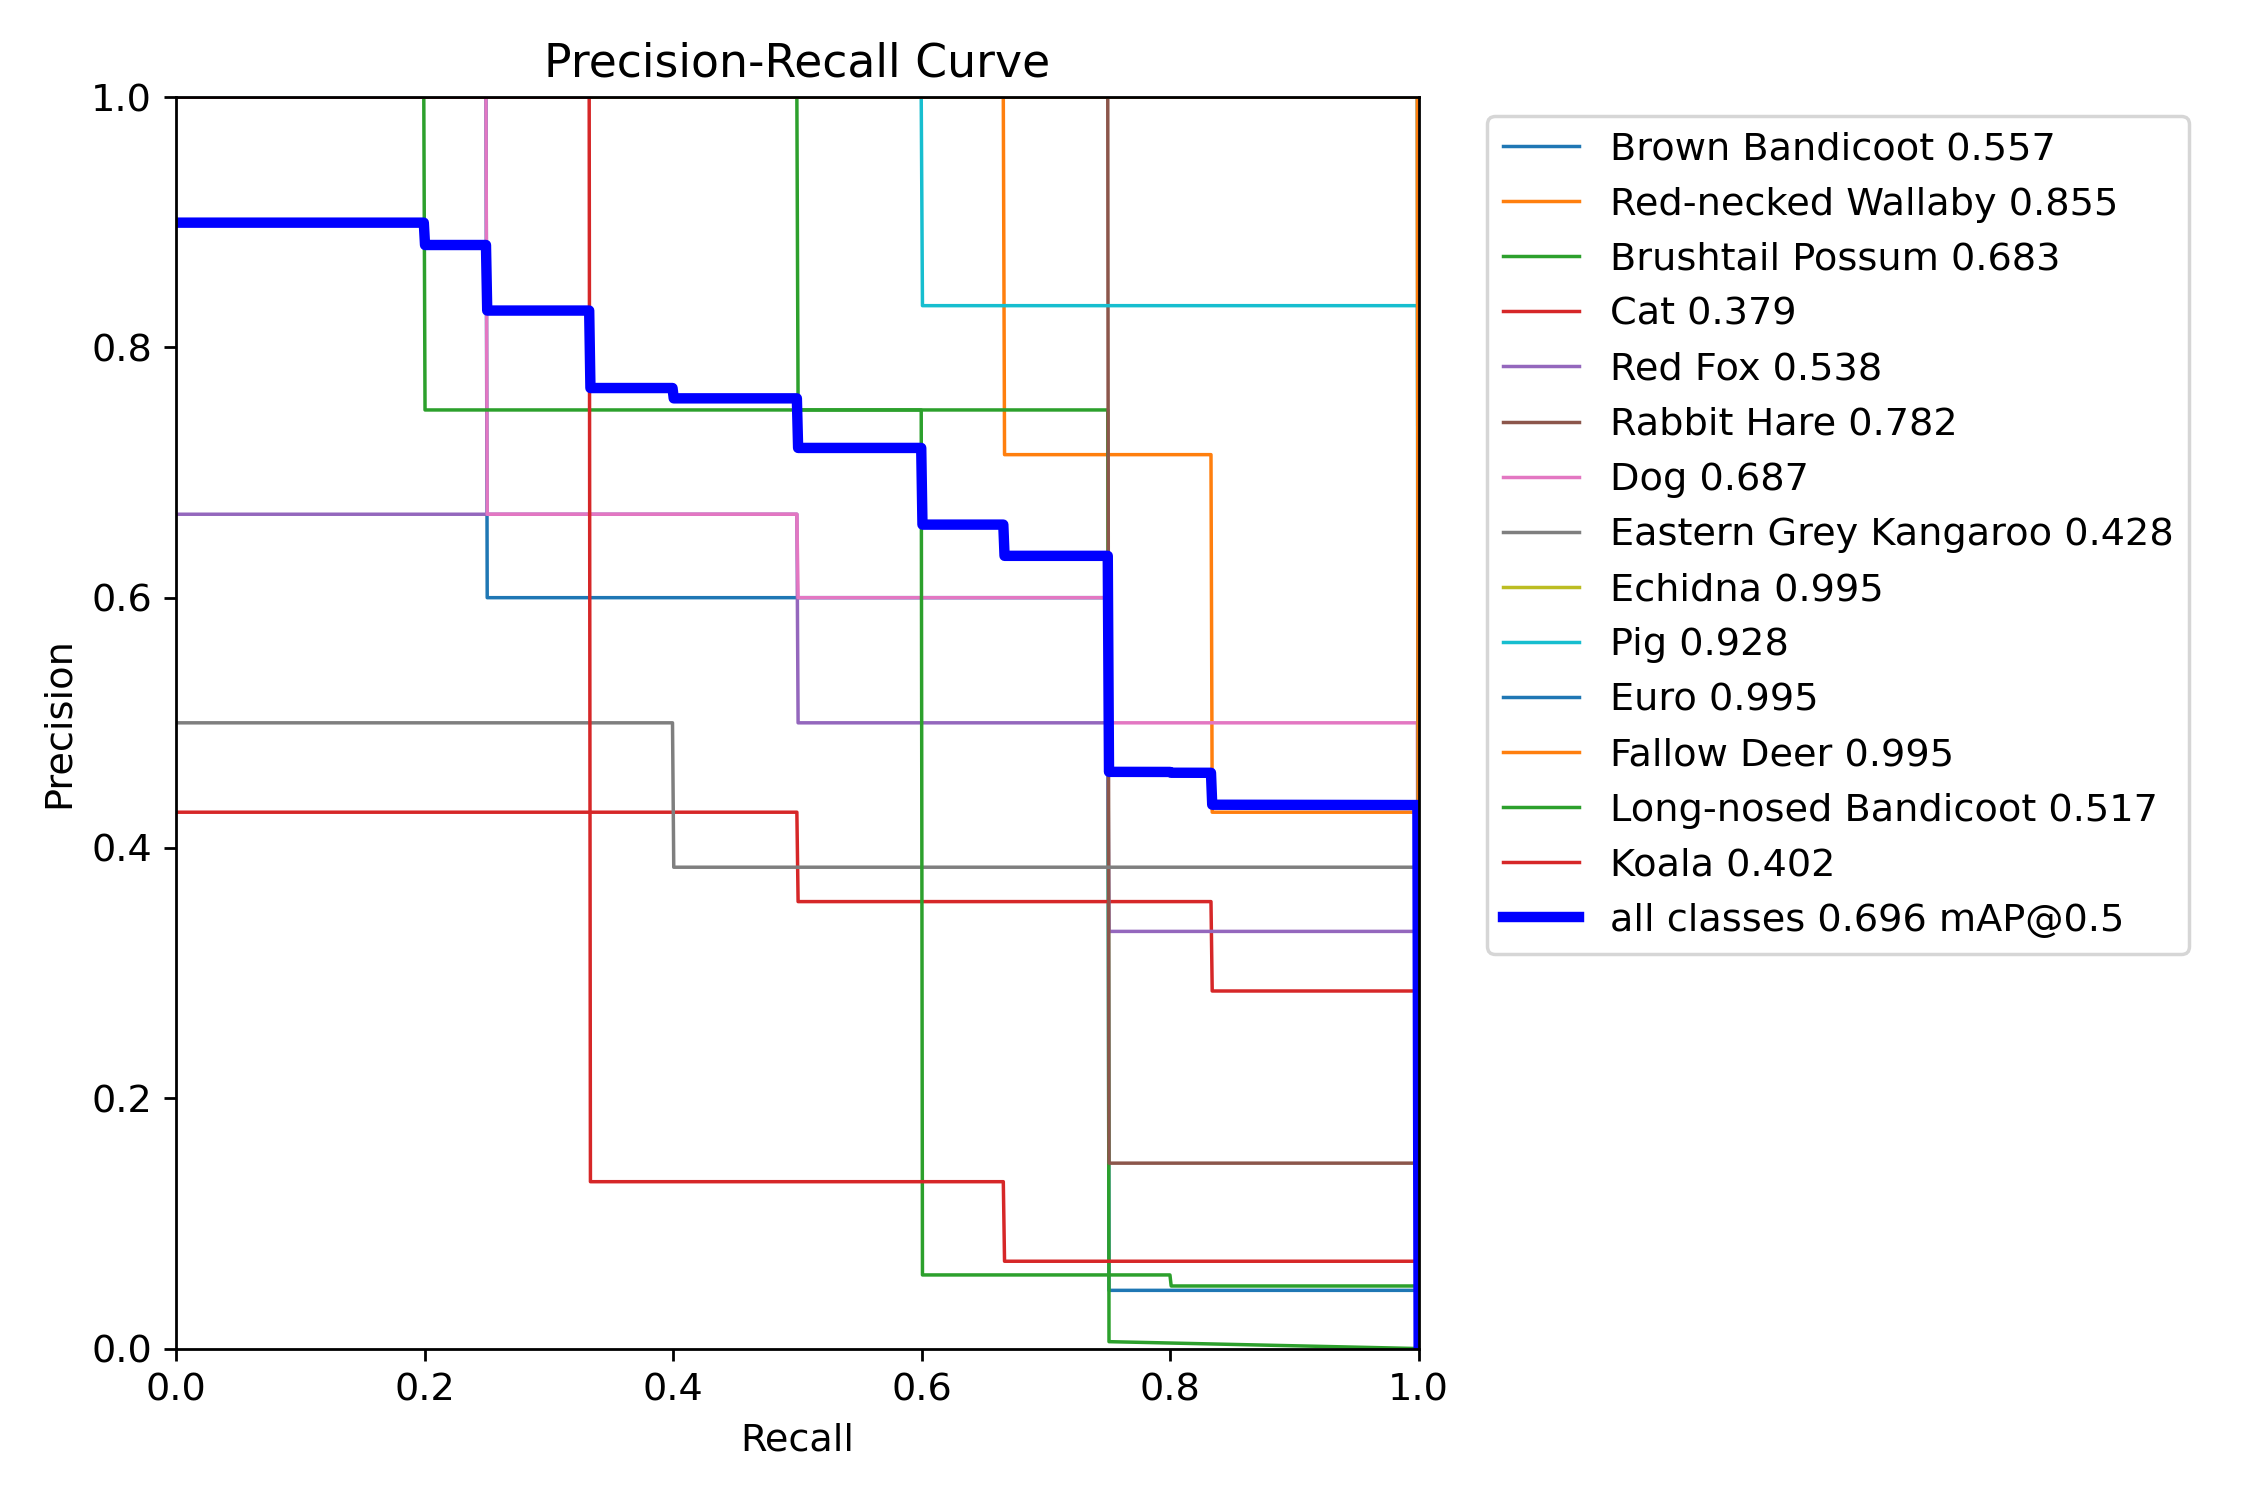 Precision-Recall Curve
1.0
0.8
0.6
0.4
0.2
0.0
Precision
0.0 0.2 0.4 0.6 0.8 1.0
Recall
Brown Bandicoot 0.557
Red-necked Wallaby 0.855
Brushtail Possum 0.683
Cat 0.379
Red Fox 0.538
Rabbit Hare 0.782
Dog 0.687
Eastern Grey Kangaroo 0.428
Echidna 0.995
Pig 0.928
Euro 0.995
Fallow Deer 0.995
Long-nosed Bandicoot 0.517
Koala 0.402
all classes 0.696 mAP@0.5